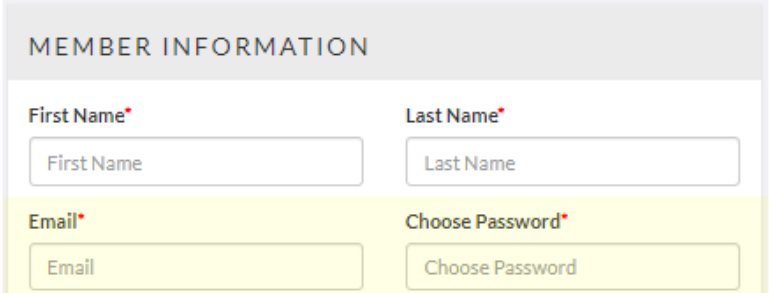 MEMBER INFORMATION
First Name* Last Name*
First Name Last Name
Email* Choose Password*
Email Choose Password